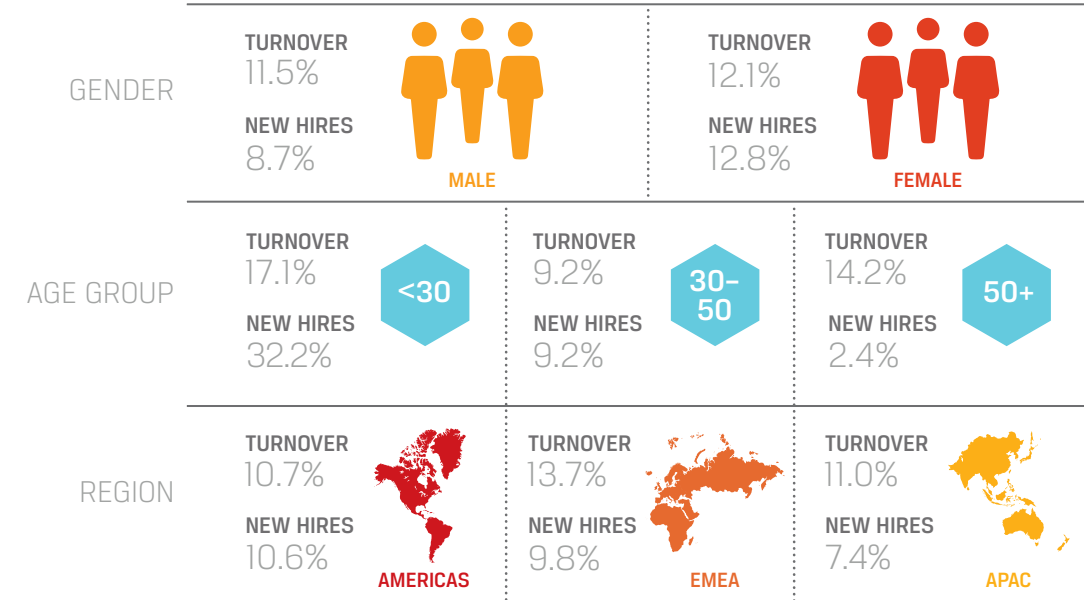 GENDER
TURNOVER
11.5%
NEW HIRES
8.7%
MALE
TURNOVER
12.1%
NEW HIRES
12.8%
FEMALE
AGE GROUP
TURNOVER
17.1%
NEW HIRES
32.2%
<30
TURNOVER
9.2%
NEW HIRES
9.2%
30–
50
TURNOVER
14.2%
NEW HIRES
2.4%
50+
REGION
TURNOVER
10.7%
NEW HIRES
10.6%
AMERICAS
TURNOVER
13.7%
NEW HIRES
9.8%
EMEA
TURNOVER
11.0%
NEW HIRES
7.4%
APAC